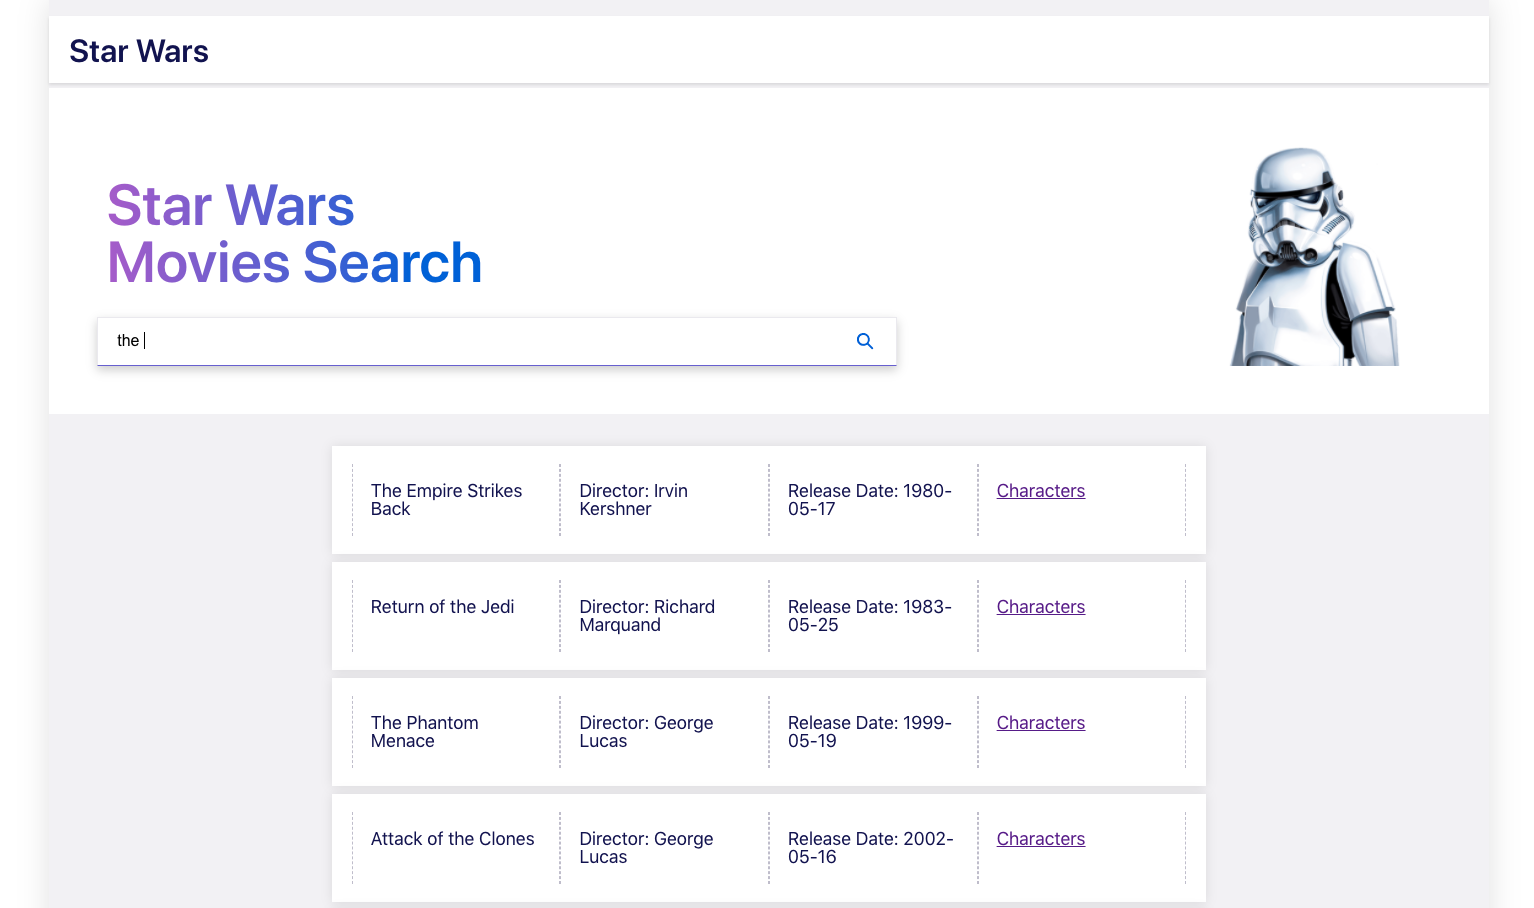 Star Wars
Star Wars
Movies Search
the
The Empire Strikes
Back
Director: Irvin
Kershner
Release Date: 1980-
05-17
Characters
Return of the Jedi
Director: Richard
Marquand
Release Date: 1983-
05-25
Characters
The Phantom
Menace
Director: George
Lucas
Release Date: 1999-
05-19
Characters
Attack of the Clones
Director: George
Lucas
Release Date: 2002-
05-16
Characters